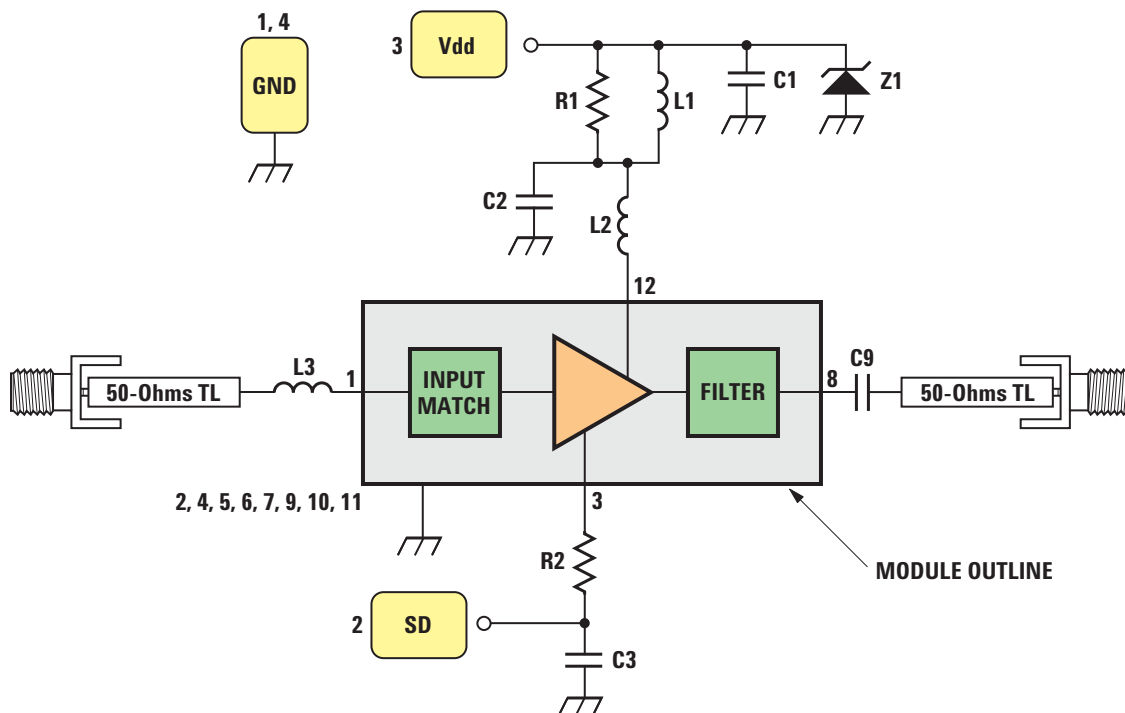 1, 4
GND
3
Vdd
R1
L1
C1
Z1
C2
L2
12
L3
1
50-Ohms TL
INPUT
MATCH
FILTER
8
C9
50-Ohms TL
2, 4, 5, 6, 7, 9, 10, 11
3
R2
MODULE OUTLINE
2
SD
C3